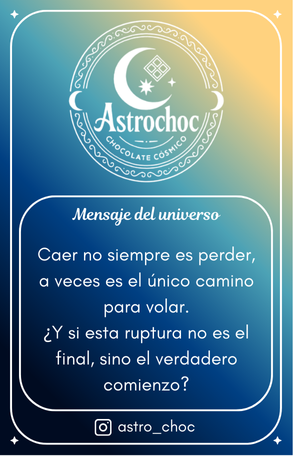 Astrochoc
CHOCOLATE CÓSMICO
Mensaje del universo
Caer no siempre es perder,
a veces es el único camino
para volar.
¿Y si esta ruptura no es el
final, sino el verdadero
comienzo?
astro_choc